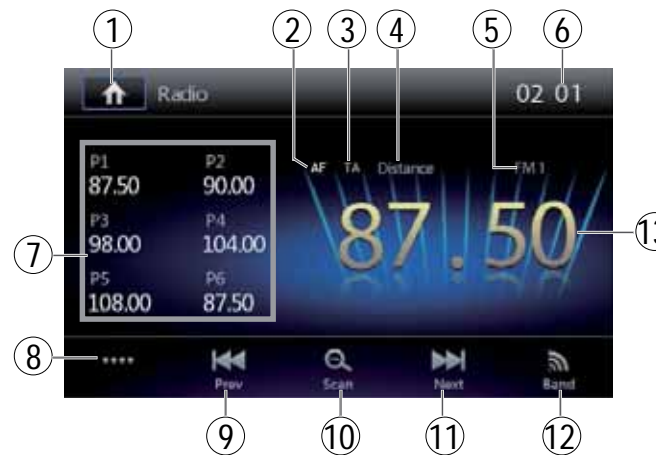 1 2 3 4 5 6
Radio 02 01
AF TA Distance FM 1
P1 P2
87.50 90.00
P3 P4
98.00 104.00
P5 P6
108.00 87.50
87.50
13
7
8
Prev Scan Next Band
9 10 11 12